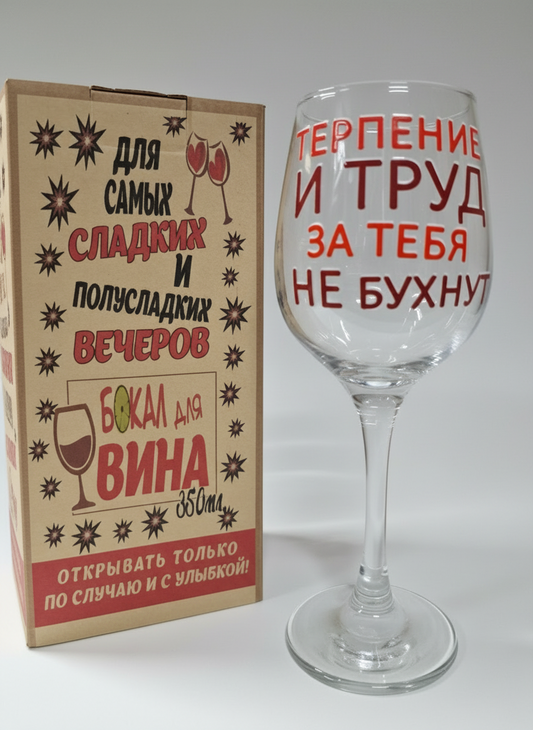 ДЛЯ
САМЫХ
СЛАДКИХ
И
ПОЛУСЛАДКИХ
ВЕЧЕРОВ
БОКАЛ ДЛЯ
ВИНА
350мл.
ОТКРЫВАТЬ ТОЛЬКО
ПО СЛУЧАЮ И С УЛЫБКОЙ!
ТЕРПЕНИЕ
И ТРУД
ЗА ТЕБЯ
НЕ БУХНУТ